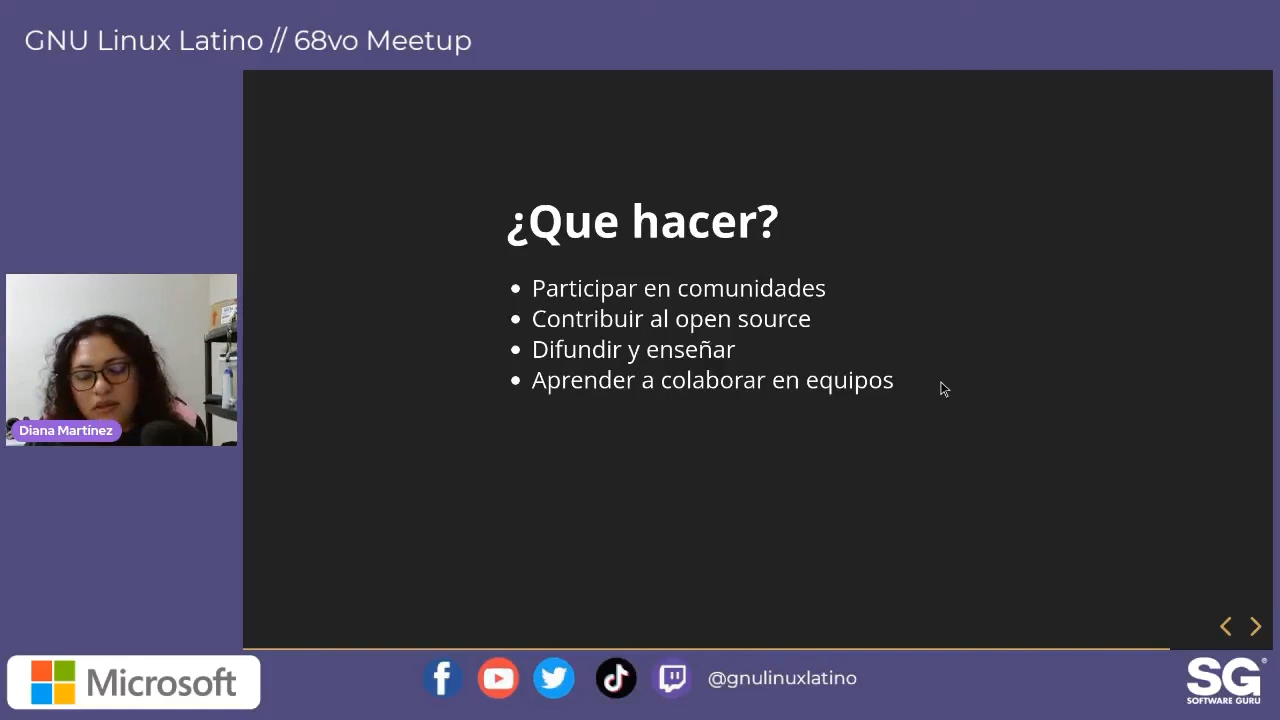 GNU Linux Latino // 68vo Meetup
¿Que hacer?
Participar en comunidades
Contribuir al open source
Difundir y enseñar
Aprender a colaborar en equipos
Diana Martínez
Microsoft
@gnulinuxlatino
SG
SOFTWARE GURU